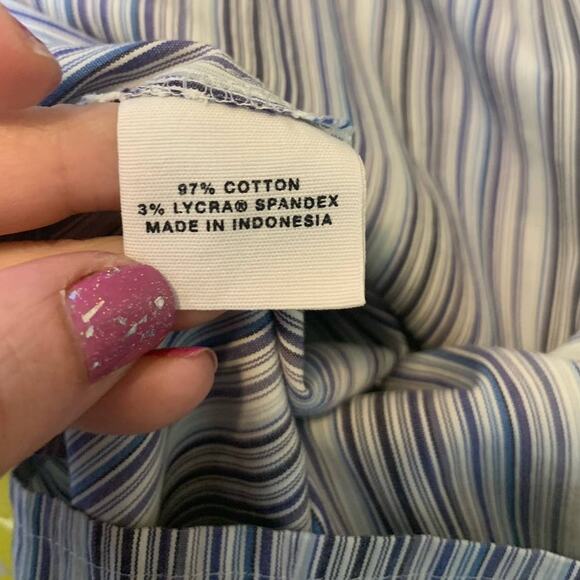 97% COTTON
3% LYCRA® SPANDEX
MADE IN INDONESIA